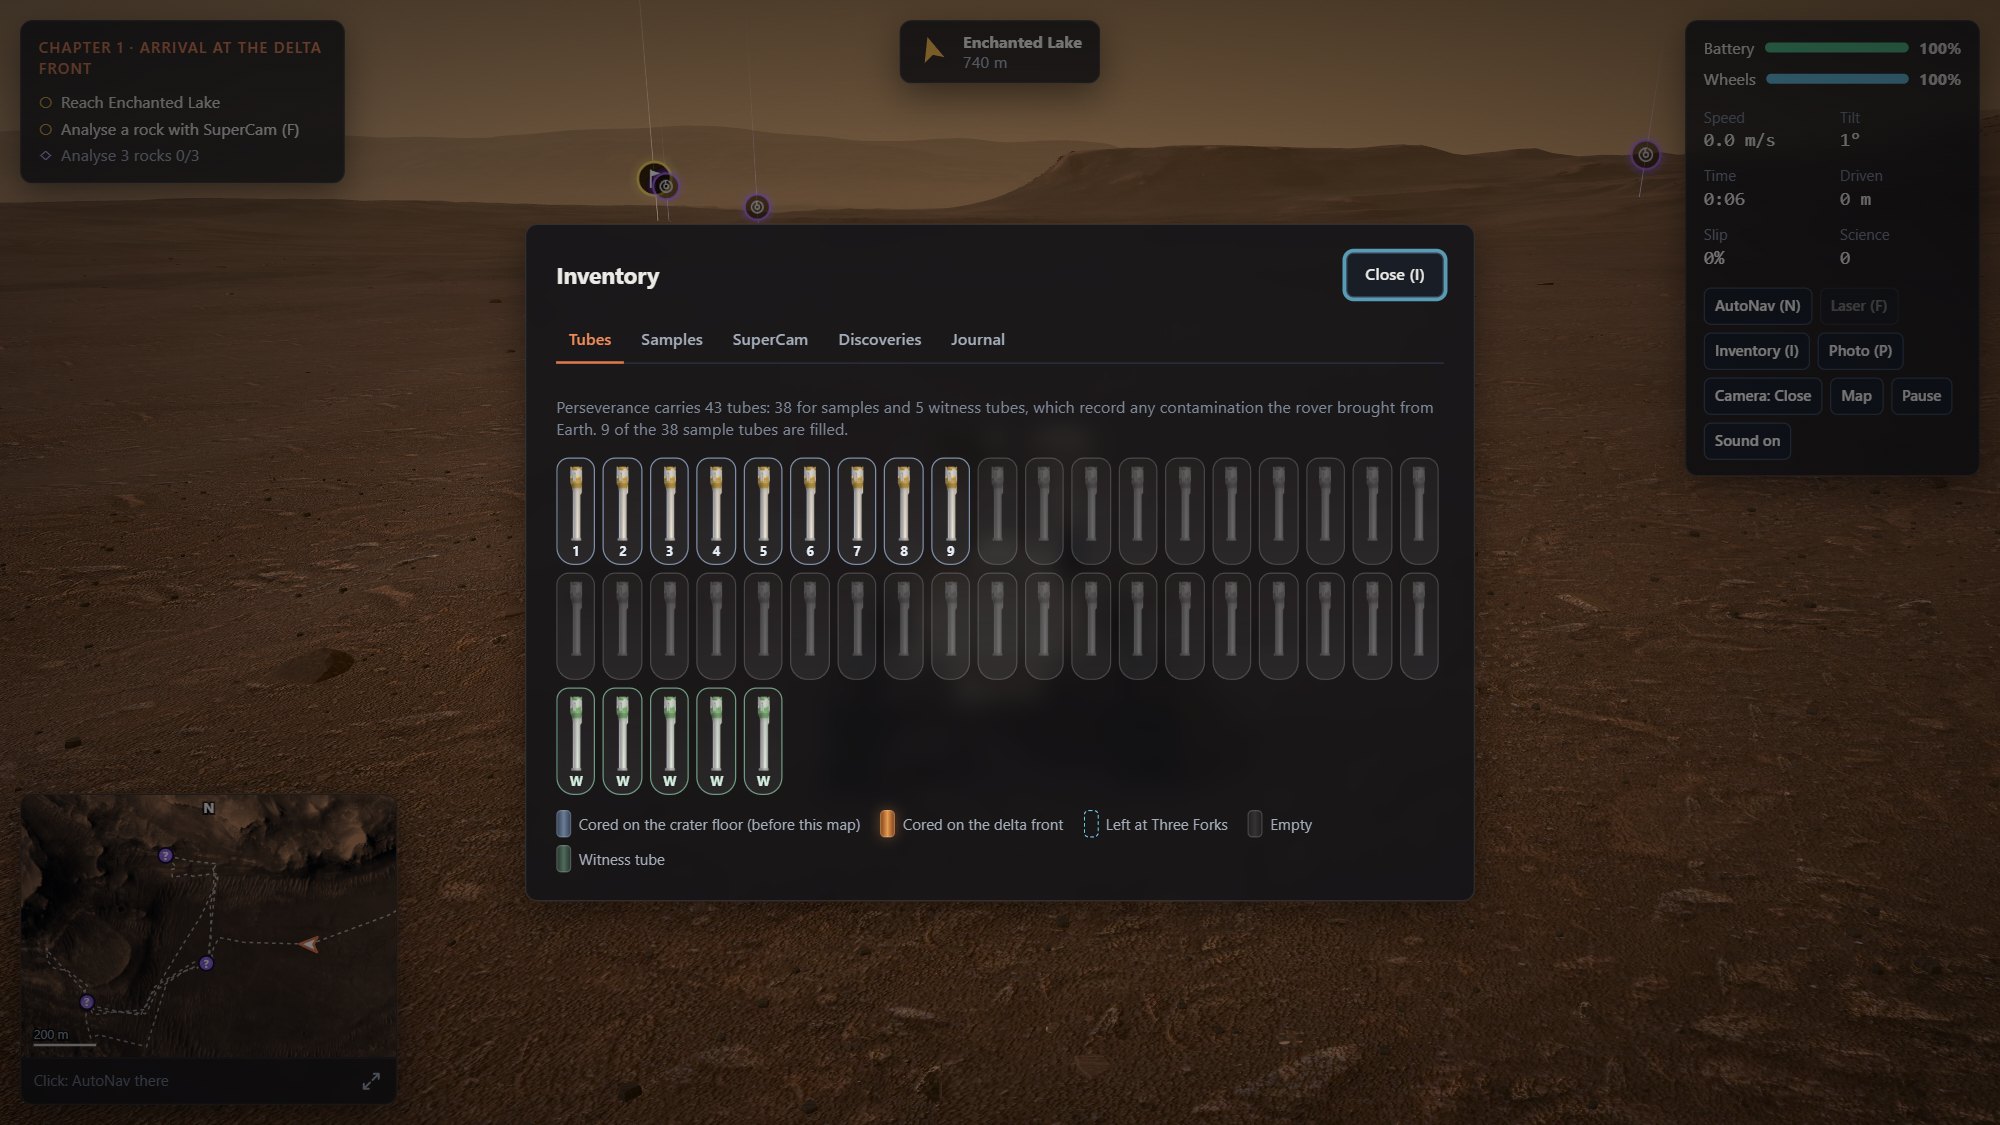 CHAPTER 1 · ARRIVAL AT THE DELTA
FRONT
Reach Enchanted Lake
Analyse a rock with SuperCam (F)
Analyse 3 rocks 0/3
Enchanted Lake
740 m
Battery 100%
Wheels 100%
Speed Tilt
0.0 m/s 1°
Time Driven
0:06 0 m
Slip Science
0% 0
AutoNav (N) Laser (F)
Inventory (I) Photo (P)
Camera: Close Map Pause
Sound on
Inventory
Close (I)
Tubes Samples SuperCam Discoveries Journal
Perseverance carries 43 tubes: 38 for samples and 5 witness tubes, which record any contamination the rover brought from
Earth. 9 of the 38 sample tubes are filled.
1 2 3 4 5 6 7 8 9
W W W W W
Cored on the crater floor (before this map) Cored on the delta front Left at Three Forks Empty
Witness tube
N
?
?
?
200 m
Click: AutoNav there